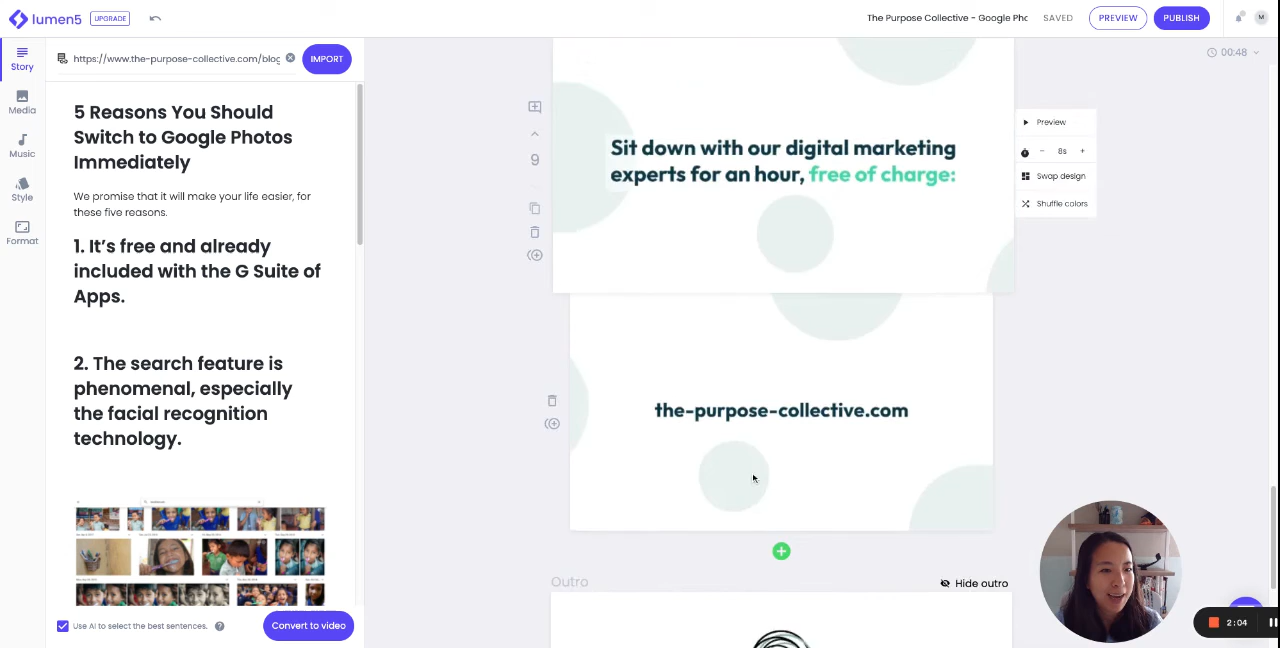 lumen5
UPGRADE
The Purpose Collective - Google Phc
SAVED
PREVIEW
PUBLISH
M
Story
Media
Music
Style
Format
https://www.the-purpose-collective.com/blog
IMPORT
00:48
5 Reasons You Should
Switch to Google Photos
Immediately
We promise that it will make your life easier, for
these five reasons.
1. It's free and already
included with the G Suite of
Apps.
2. The search feature is
phenomenal, especially
the facial recognition
technology.
Use AI to select the best sentences.
?
Convert to video
9
Sit down with our digital marketing
experts for an hour, free of charge:
Preview
− 8s +
Swap design
Shuffle colors
the-purpose-collective.com
Outro
Hide outro
2:04